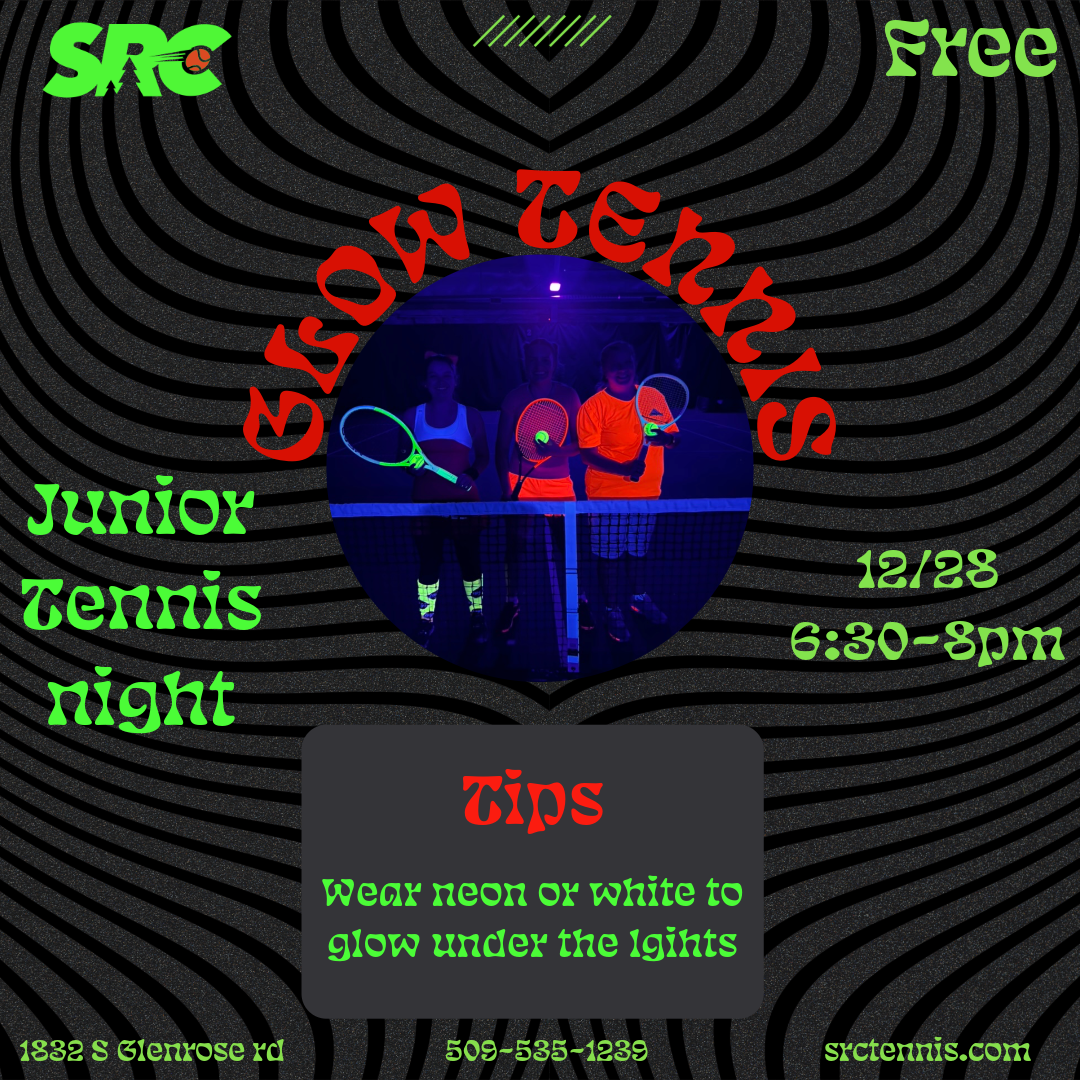 SRC
Free
GLOW TENNIS
Junior
Tennis
night
12/28
6:30-8pm
Tips
Wear neon or white to
glow under the lgihts
1832 S Glenrose rd
509-535-1239
srctennis.com